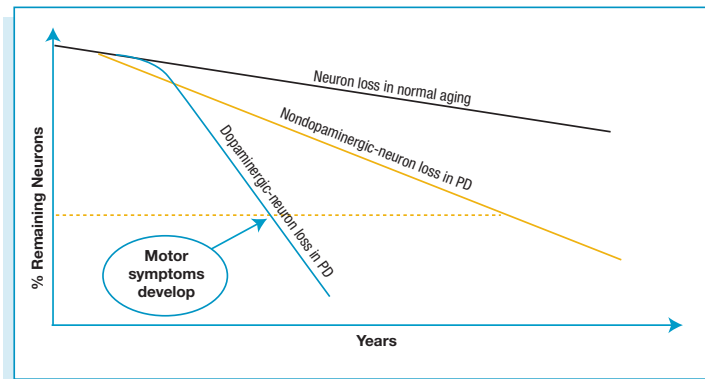 Neuron loss in normal aging
Nondopaminergic-neuron loss in PD
Dopaminergic-neuron loss in PD
% Remaining Neurons
Motor
symptoms
develop
Years